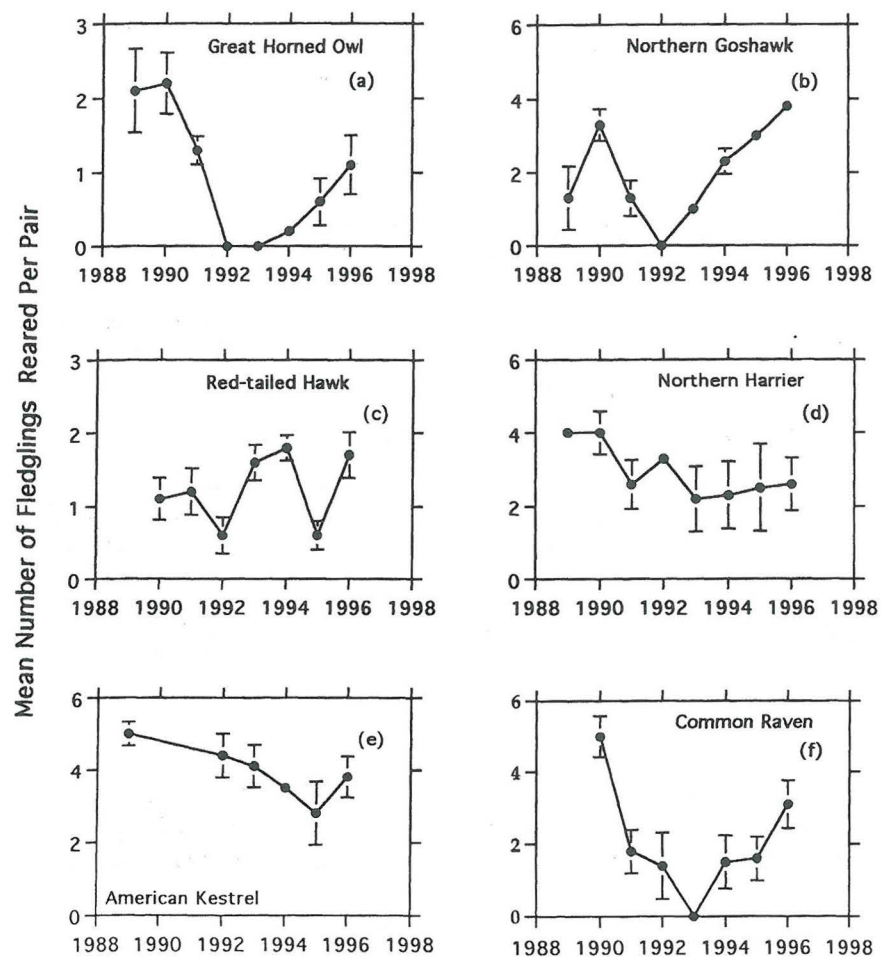 Mean Number of Fledglings Reared Per Pair
Great Horned Owl
(a)
3
2
1
0
1988 1990 1992 1994 1996 1998
Northern Goshawk
(b)
6
4
2
0
1988 1990 1992 1994 1996 1998
Red-tailed Hawk
(c)
3
2
1
0
1988 1990 1992 1994 1996 1998
Northern Harrier
(d)
6
4
2
0
1988 1990 1992 1994 1996 1998
(e)
6
4
2
0
American Kestrel
1988 1990 1992 1994 1996 1998
Common Raven
(f)
6
4
2
0
1988 1990 1992 1994 1996 1998